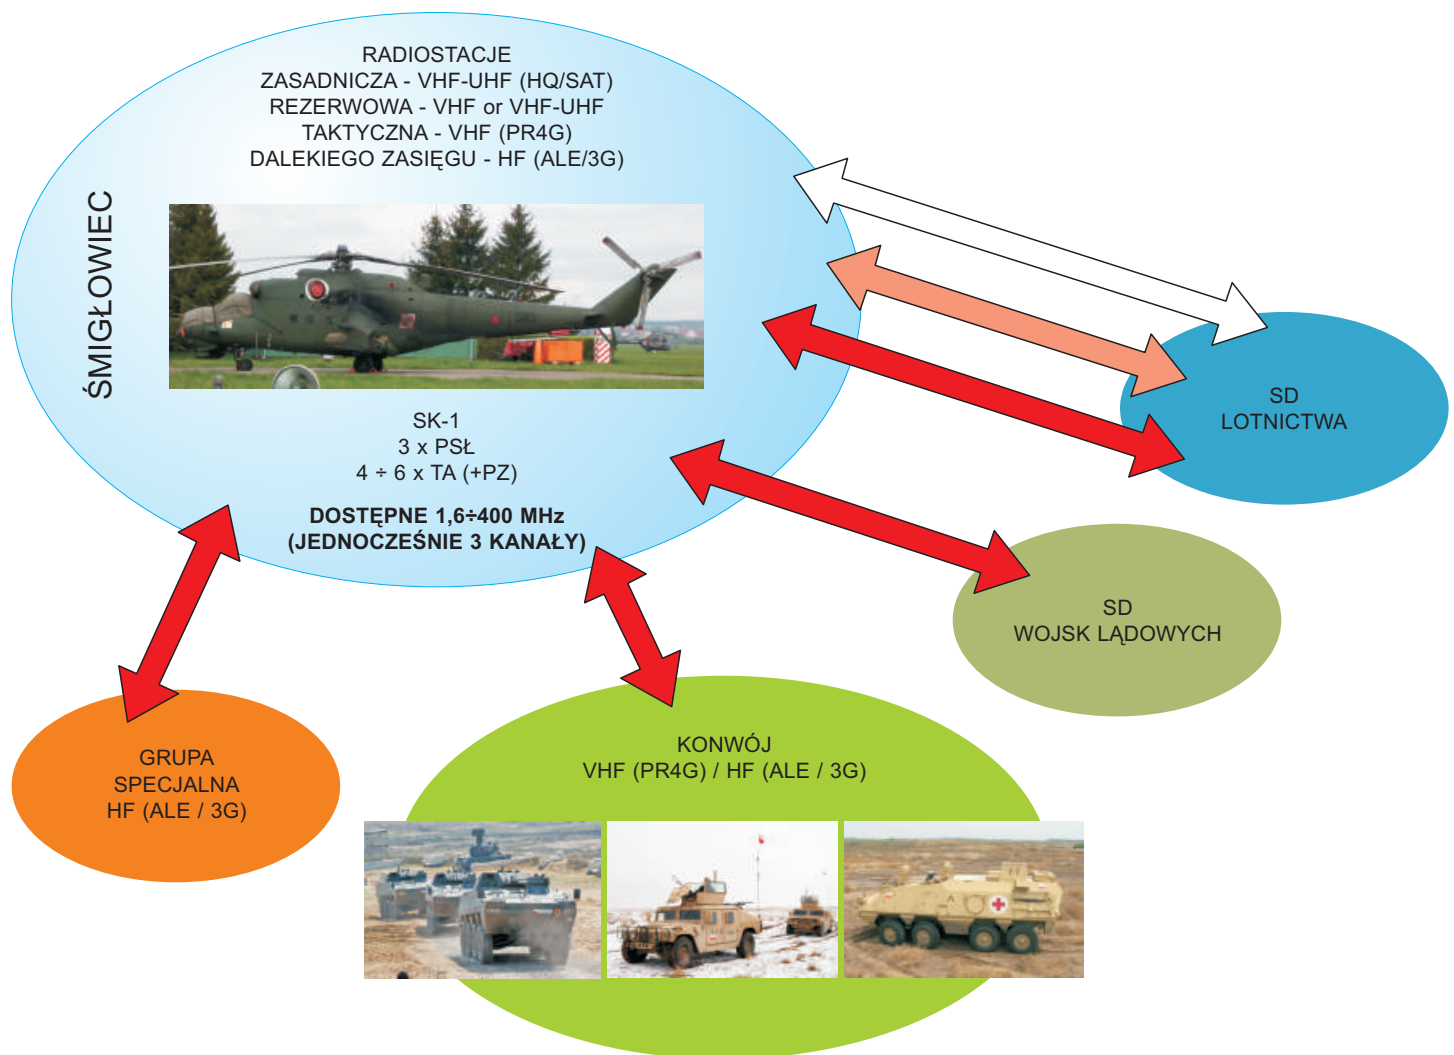 RADIOSTACJE
ZASADNICZA - VHF-UHF (HQ/SAT)
REZERWOWA - VHF or VHF-UHF
TAKTYCZNA - VHF (PR4G)
DALEKIEGO ZASIĘGU - HF (ALE/3G)
ŚMIGŁOWIEC
SK-1
3 x PSŁ
4 ÷ 6 x TA (+PZ)
DOSTĘPNE 1,6÷400 MHz
(JEDNOCZEŚNIE 3 KANAŁY)
SD
LOTNICTWA
SD
WOJSK LĄDOWYCH
GRUPA
SPECJALNA
HF (ALE / 3G)
KONWÓJ
VHF (PR4G) / HF (ALE / 3G)